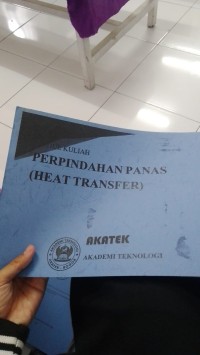 KULIAH
PERPINDAHAN PANAS
(HEAT TRANSFER)
AKATEK
AKADEMI TEKNOLOGI